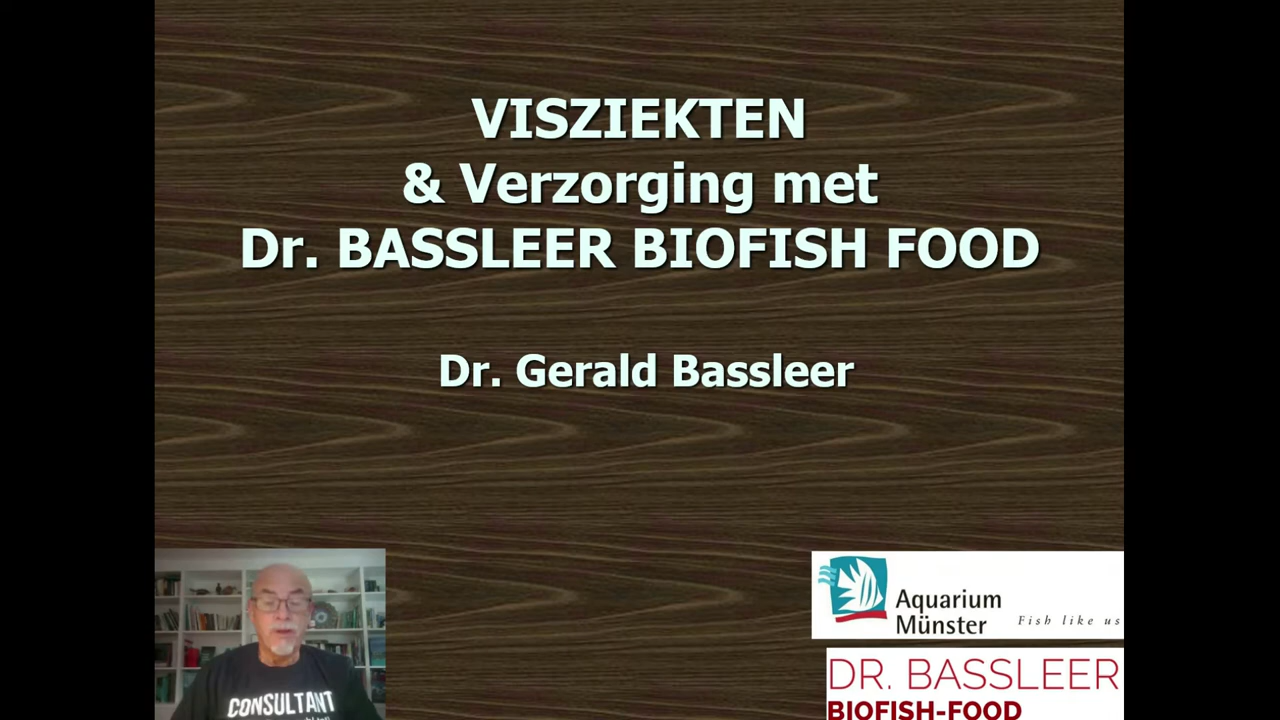 VISZIEKTEN
& Verzorging met
Dr. BASSLEER BIOFISH FOOD
Dr. Gerald Bassleer
CONSULTANT
Aquarium
Münster
Fish like us
DR. BASSLEER
BIOFISH-FOOD